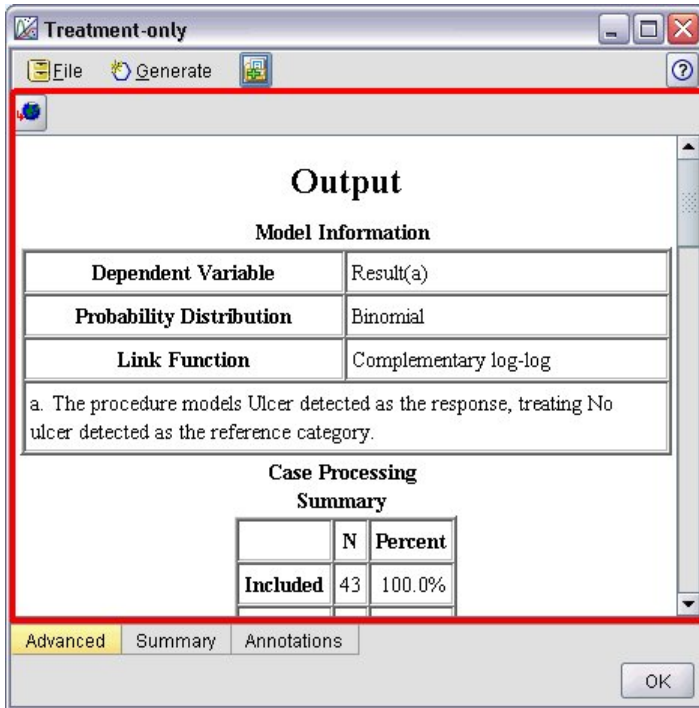 Treatment-only
File Generate
Output
Model Information
Dependent Variable Result(a)
Probability Distribution Binomial
Link Function Complementary log-log
a. The procedure models Ulcer detected as the response, treating No
ulcer detected as the reference category.
Case Processing
Summary
N Percent
Included 43 100.0%
Advanced Summary Annotations
OK